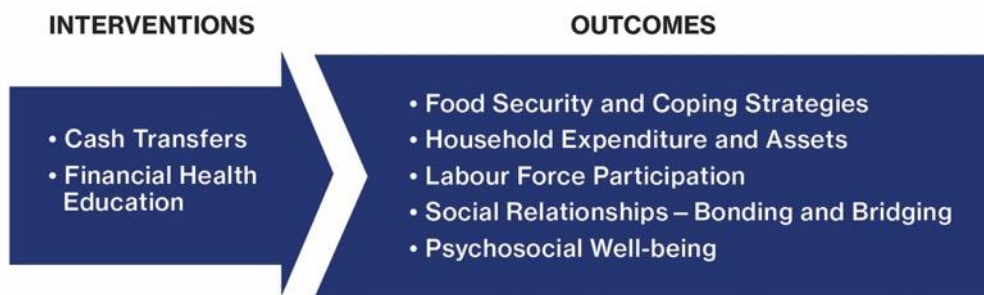 INTERVENTIONS
• Cash Transfers
• Financial Health
Education
OUTCOMES
• Food Security and Coping Strategies
• Household Expenditure and Assets
• Labour Force Participation
• Social Relationships – Bonding and Bridging
• Psychosocial Well-being